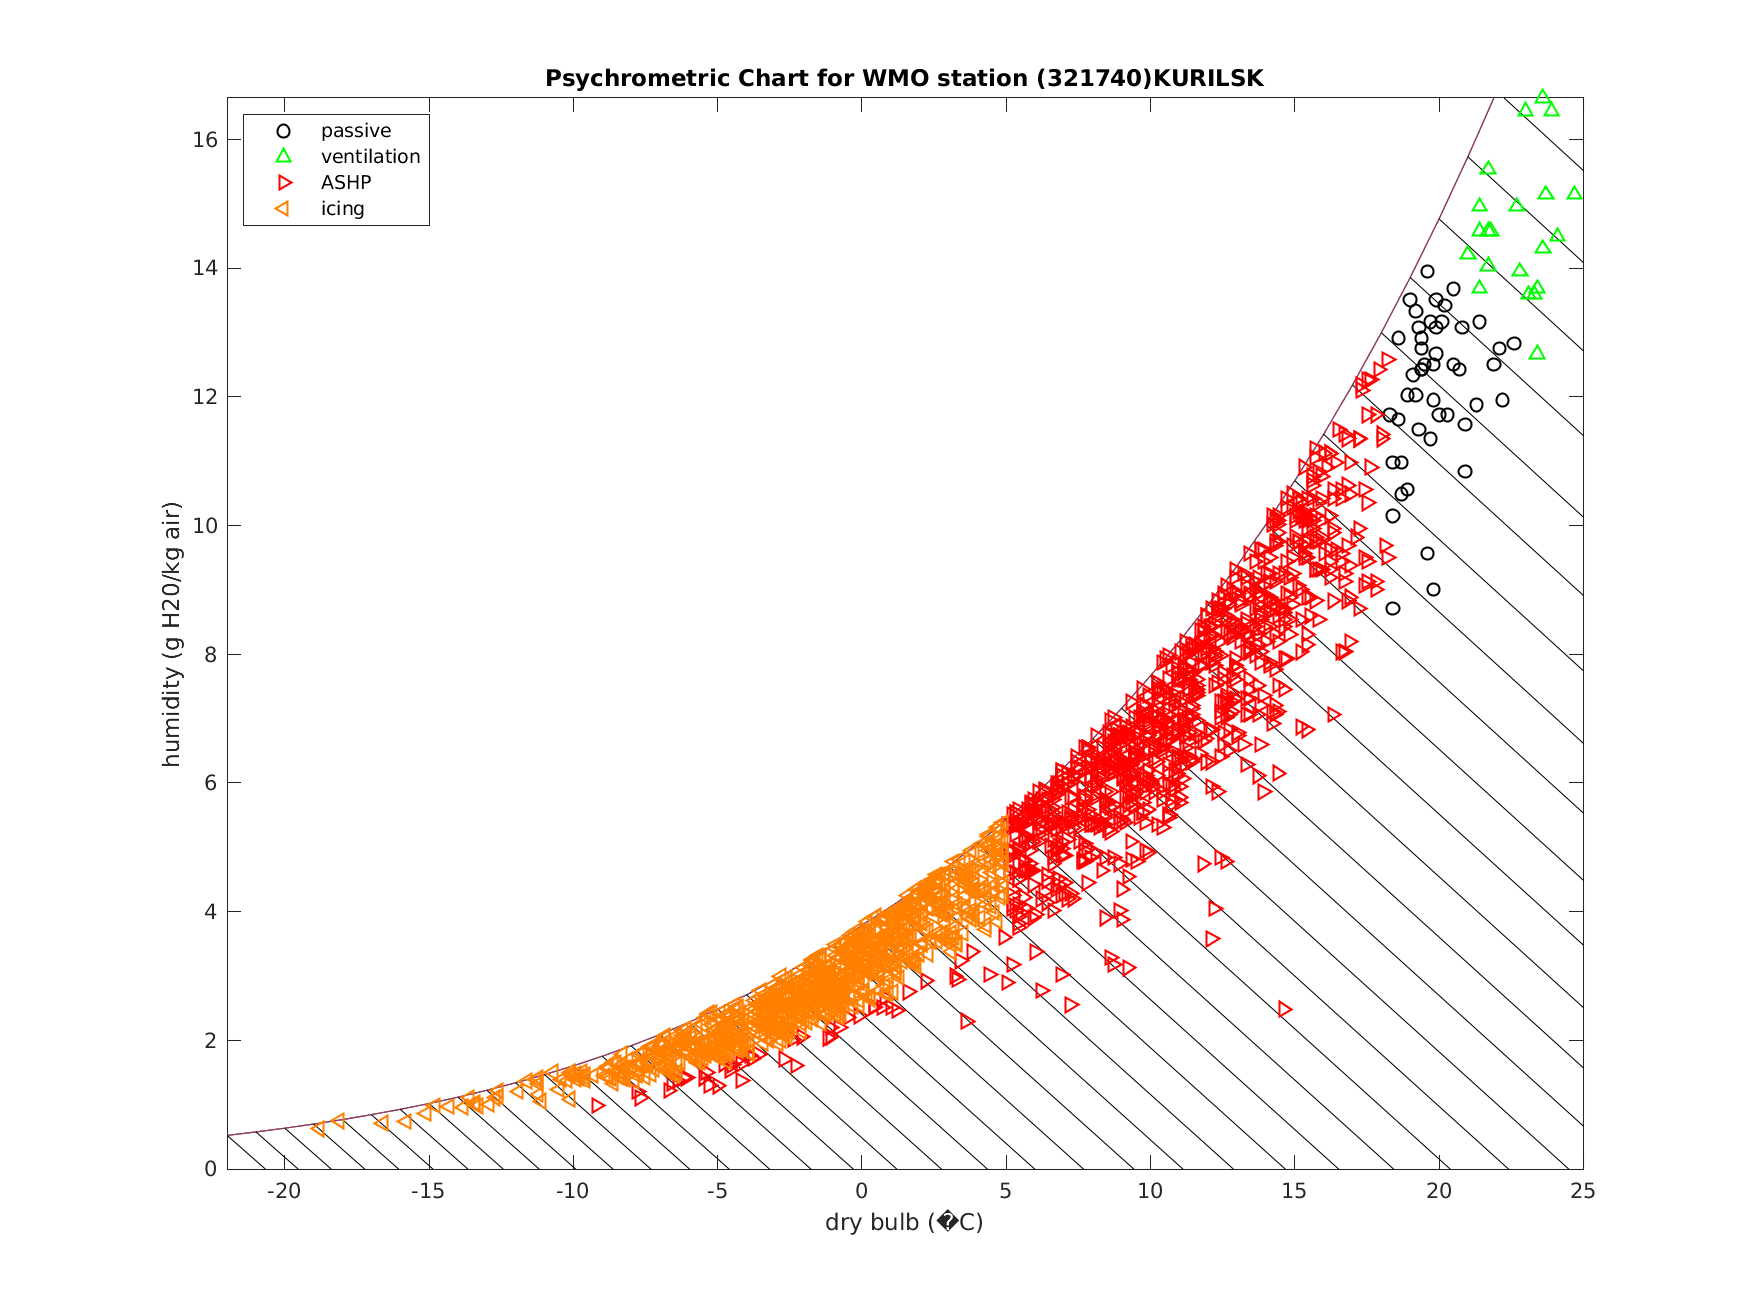 Psychrometric Chart for WMO station (321740)KURILSK
passive
ventilation
ASHP
icing
humidity (g H20/kg air)
16
14
12
10
8
6
4
2
0
-20 -15 -10 -5 0 5 10 15 20 25
dry bulb (�C)